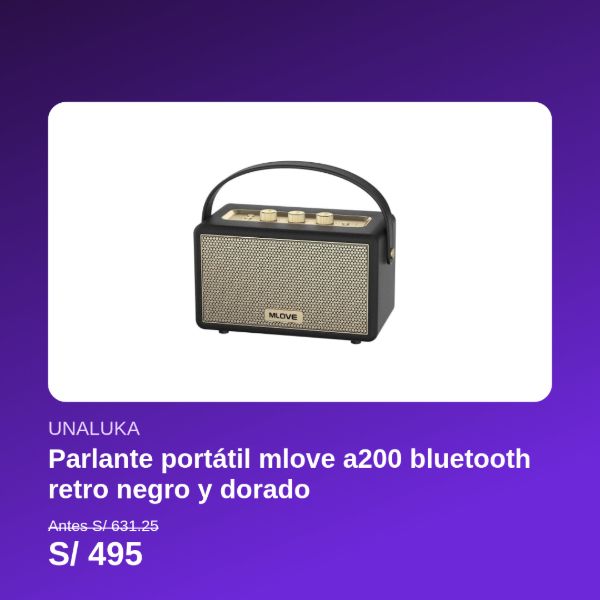 MLOVE
UNALUKA
Parlante portátil mlove a200 bluetooth
retro negro y dorado
Antes S/ 631.25
S/ 495